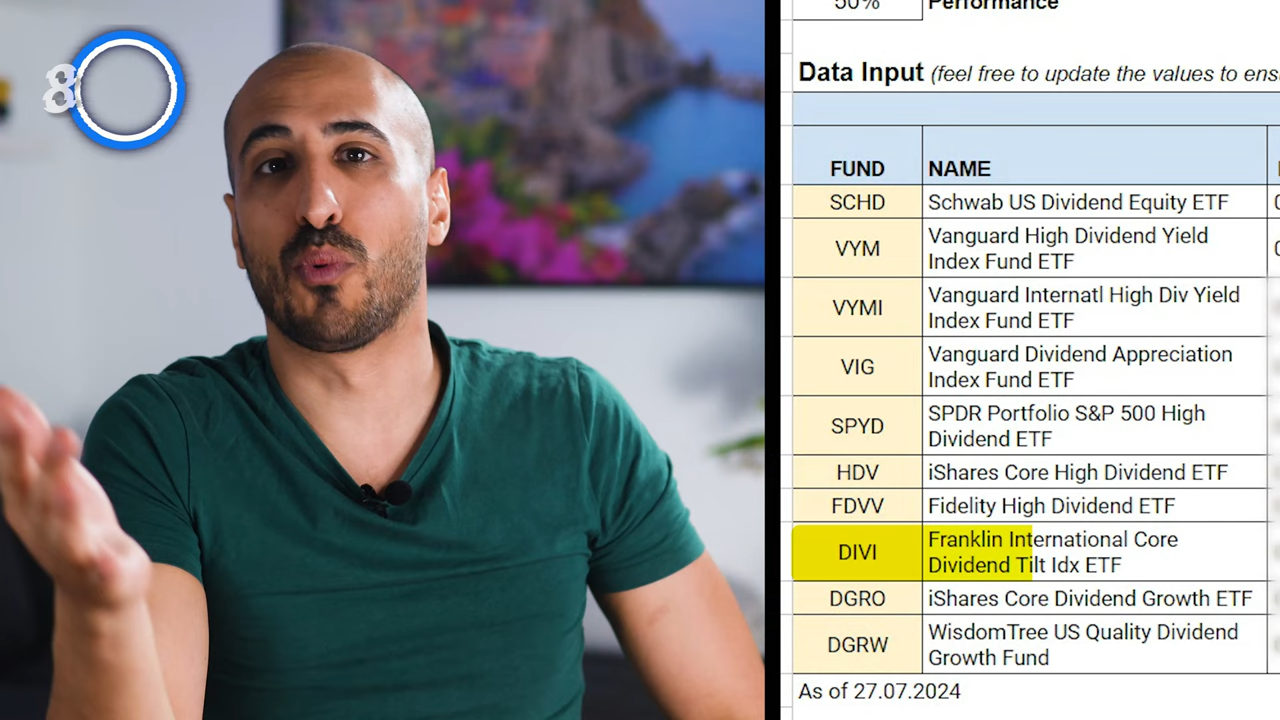 8
50%
Performance
Data Input (feel free to update the values to ens
FUND NAME
SCHD Schwab US Dividend Equity ETF
VYM Vanguard High Dividend Yield
Index Fund ETF
VYMI Vanguard Internatl High Div Yield
Index Fund ETF
VIG Vanguard Dividend Appreciation
Index Fund ETF
SPYD SPDR Portfolio S&P 500 High
Dividend ETF
HDV iShares Core High Dividend ETF
FDVV Fidelity High Dividend ETF
DIVI Franklin International Core
Dividend Tilt Idx ETF
DGRO iShares Core Dividend Growth ETF
DGRW WisdomTree US Quality Dividend
Growth Fund
As of 27.07.2024